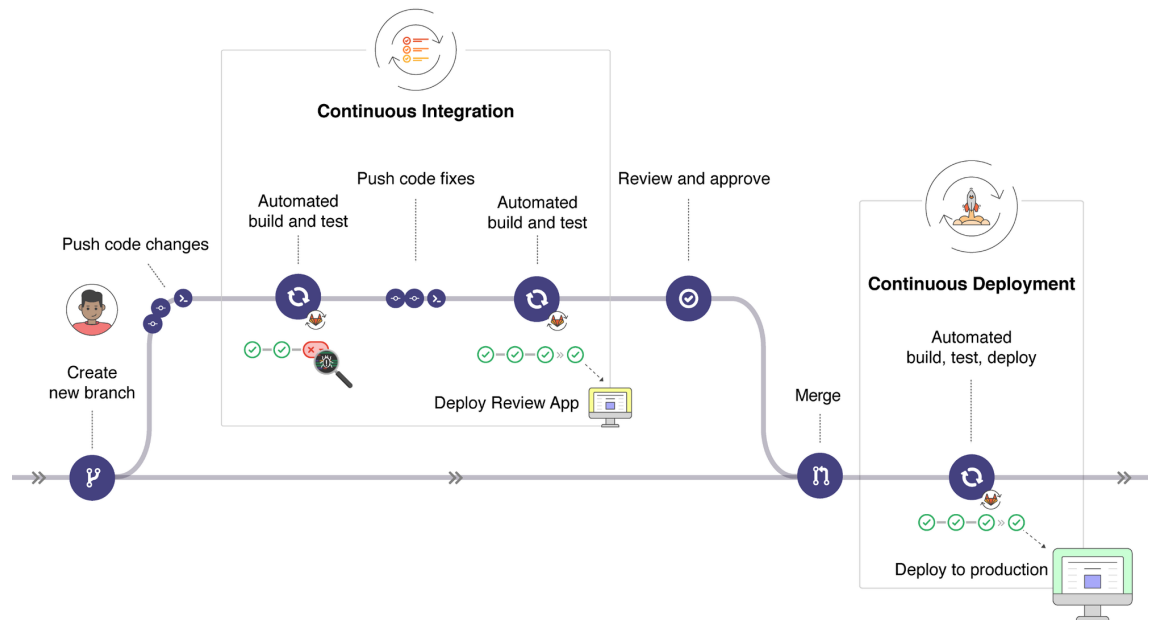 Continuous Integration
Push code fixes
Review and approve
Automated
build and test
Automated
build and test
Push code changes
Continuous Deployment
Automated
build, test, deploy
Create
new branch
Merge
Deploy Review App
Deploy to production